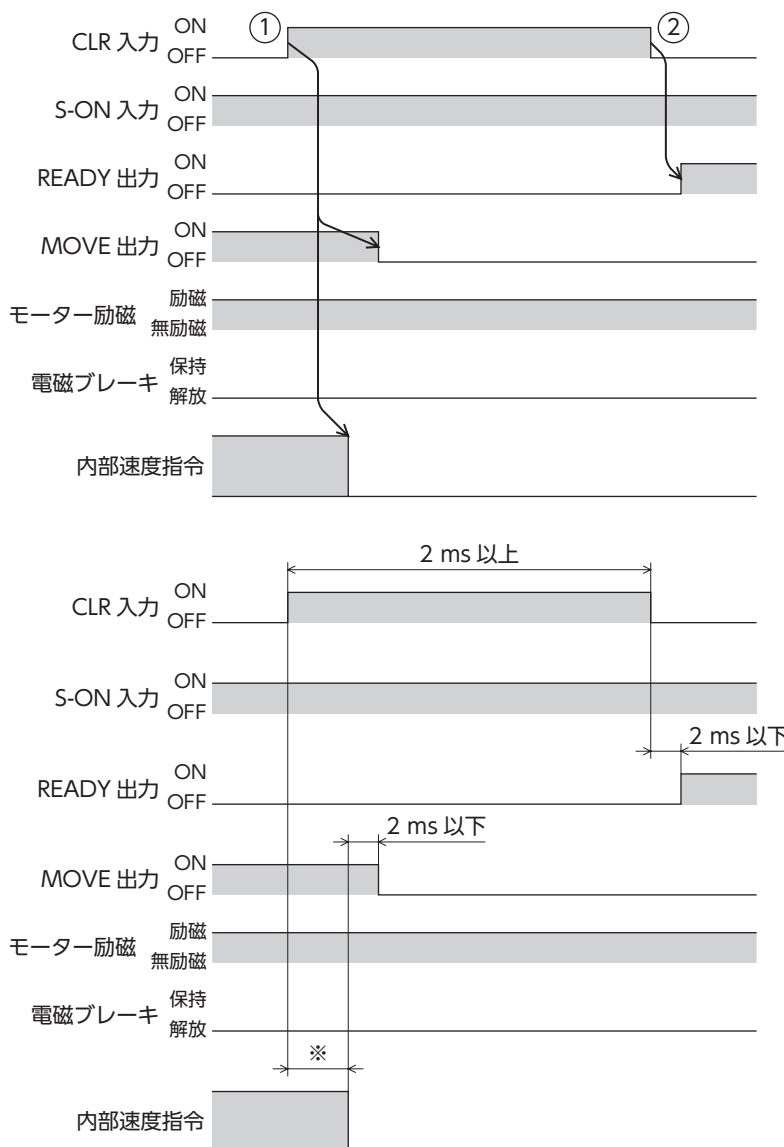 ① ②
CLR 入力 ON
OFF
S-ON 入力 ON
OFF
READY 出力 ON
OFF
MOVE 出力 ON
OFF
モーター励磁 励磁
無励磁
電磁ブレーキ 保持
解放
内部速度指令
2 ms 以上
CLR 入力 ON
OFF
S-ON 入力 ON
OFF
2 ms 以下
READY 出力 ON
OFF
2 ms 以下
MOVE 出力 ON
OFF
モーター励磁 励磁
無励磁
電磁ブレーキ 保持
解放
※
内部速度指令